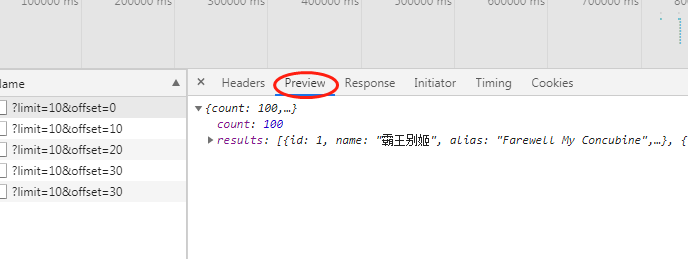 100000 ms 200000 ms 300000 ms 400000 ms 500000 ms 600000 ms 700000 ms
Name
× Headers Preview Response Initiator Timing Cookies
?limit=10&offset=0
?limit=10&offset=10
?limit=10&offset=20
?limit=10&offset=30
?limit=10&offset=30
▼{count: 100,…}
count: 100
▶results: [{id: 1, name: "霸王别姬", alias: "Farewell My Concubine",…}, {